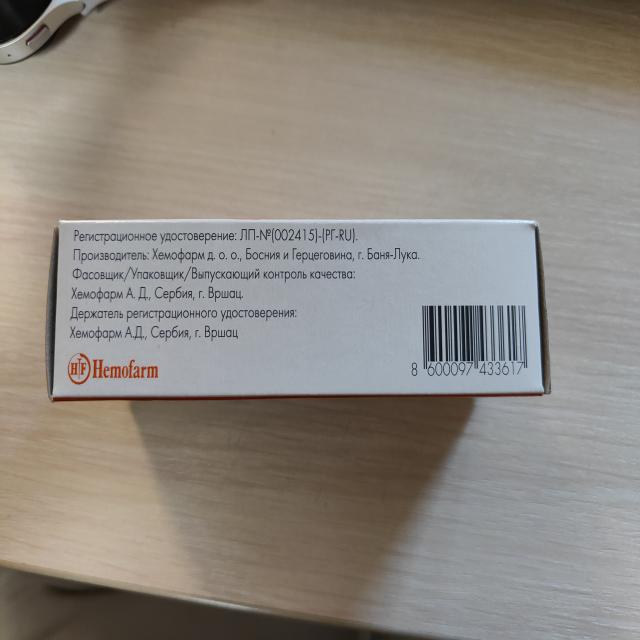 Регистрационное удостоверение: ЛП-№(002415)-(РГ-RU).
Производитель: Хемофарм д. о. о., Босния и Герцеговина, г. Баня-Лука.
Фасовщик/Упаковщик/Выпускающий контроль качества:
Хемофарм А. Д., Сербия, г. Вршац.
Держатель регистрационного удостоверения:
Хемофарм А.Д., Сербия, г. Вршац
HTF Hemofarm
8 600097 433617